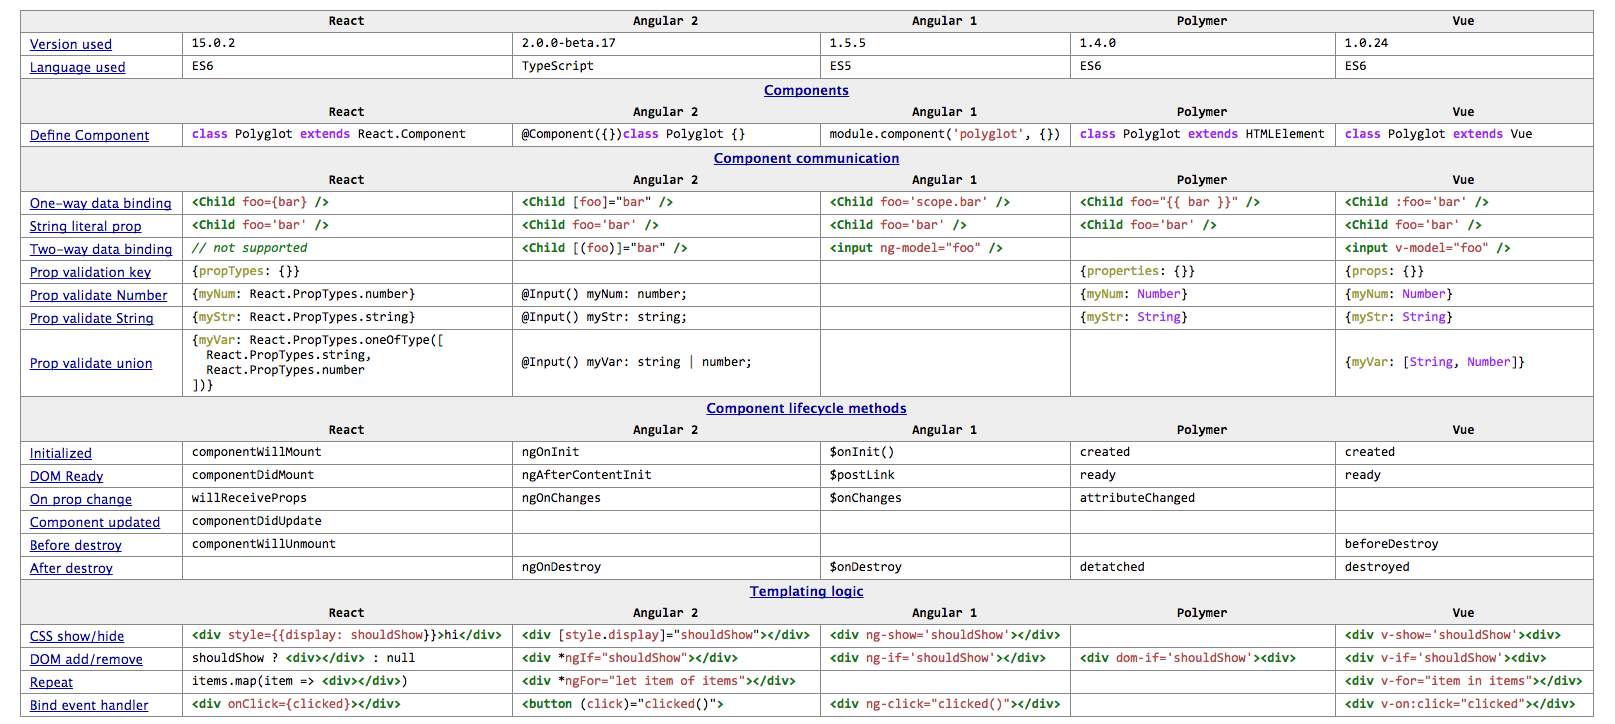 React Angular 2 Angular 1 Polymer Vue
Version used 15.0.2 2.0.0-beta.17 1.5.5 1.4.0 1.0.24
Language used ES6 TypeScript ES5 ES6 ES6
Components
React Angular 2 Angular 1 Polymer Vue
Define Component class Polyglot extends React.Component @Component({})class Polyglot {} module.component('polyglot', {}) class Polyglot extends HTMLElement class Polyglot extends Vue
Component communication
React Angular 2 Angular 1 Polymer Vue
One-way data binding <Child foo={bar} /> <Child [foo]="bar" /> <Child foo='scope.bar' /> <Child foo="{{ bar }}" /> <Child :foo='bar' />
String literal prop <Child foo='bar' /> <Child foo='bar' /> <Child foo='bar' /> <Child foo='bar' /> <Child foo='bar' />
Two-way data binding // not supported <Child [(foo)]="bar" /> <input ng-model="foo" /> <input v-model="foo" />
Prop validation key {propTypes: {}} {properties: {}} {props: {}}
Prop validate Number {myNum: React.PropTypes.number} @Input() myNum: number; {myNum: Number} {myNum: Number}
Prop validate String {myStr: React.PropTypes.string} @Input() myStr: string; {myStr: String} {myStr: String}
Prop validate union {myVar: React.PropTypes.oneOfType([
React.PropTypes.string,
React.PropTypes.number
])} @Input() myVar: string | number; {myVar: [String, Number]}
Component lifecycle methods
React Angular 2 Angular 1 Polymer Vue
Initialized componentWillMount ngOnInit $onInit() created created
DOM Ready componentDidMount ngAfterContentInit $postLink ready ready
On prop change willReceiveProps ngOnChanges $onChanges attributeChanged
Component updated componentDidUpdate
Before destroy componentWillUnmount beforeDestroy
After destroy ngOnDestroy $onDestroy detatched destroyed
Templating logic
React Angular 2 Angular 1 Polymer Vue
CSS show/hide <div style={{display: shouldShow}}>hi</div> <div [style.display]="shouldShow"></div> <div ng-show='shouldShow'></div> <div v-show='shouldShow'><div>
DOM add/remove shouldShow ? <div></div> : null <div *ngIf="shouldShow"></div> <div ng-if='shouldShow'></div> <div dom-if='shouldShow'><div> <div v-if='shouldShow'><div>
Repeat items.map(item => <div></div>) <div *ngFor="let item of items"></div> <div v-for="item in items"></div>
Bind event handler <div onClick={clicked}></div> <button (click)="clicked()"> <div ng-click="clicked()"></div> <div v-on:click="clicked"></div>